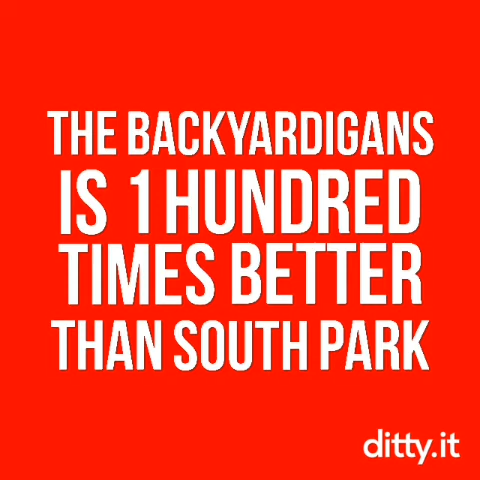 THE BACKYARDIGANS
IS 1 HUNDRED
TIMES BETTER
THAN SOUTH PARK
ditty.it